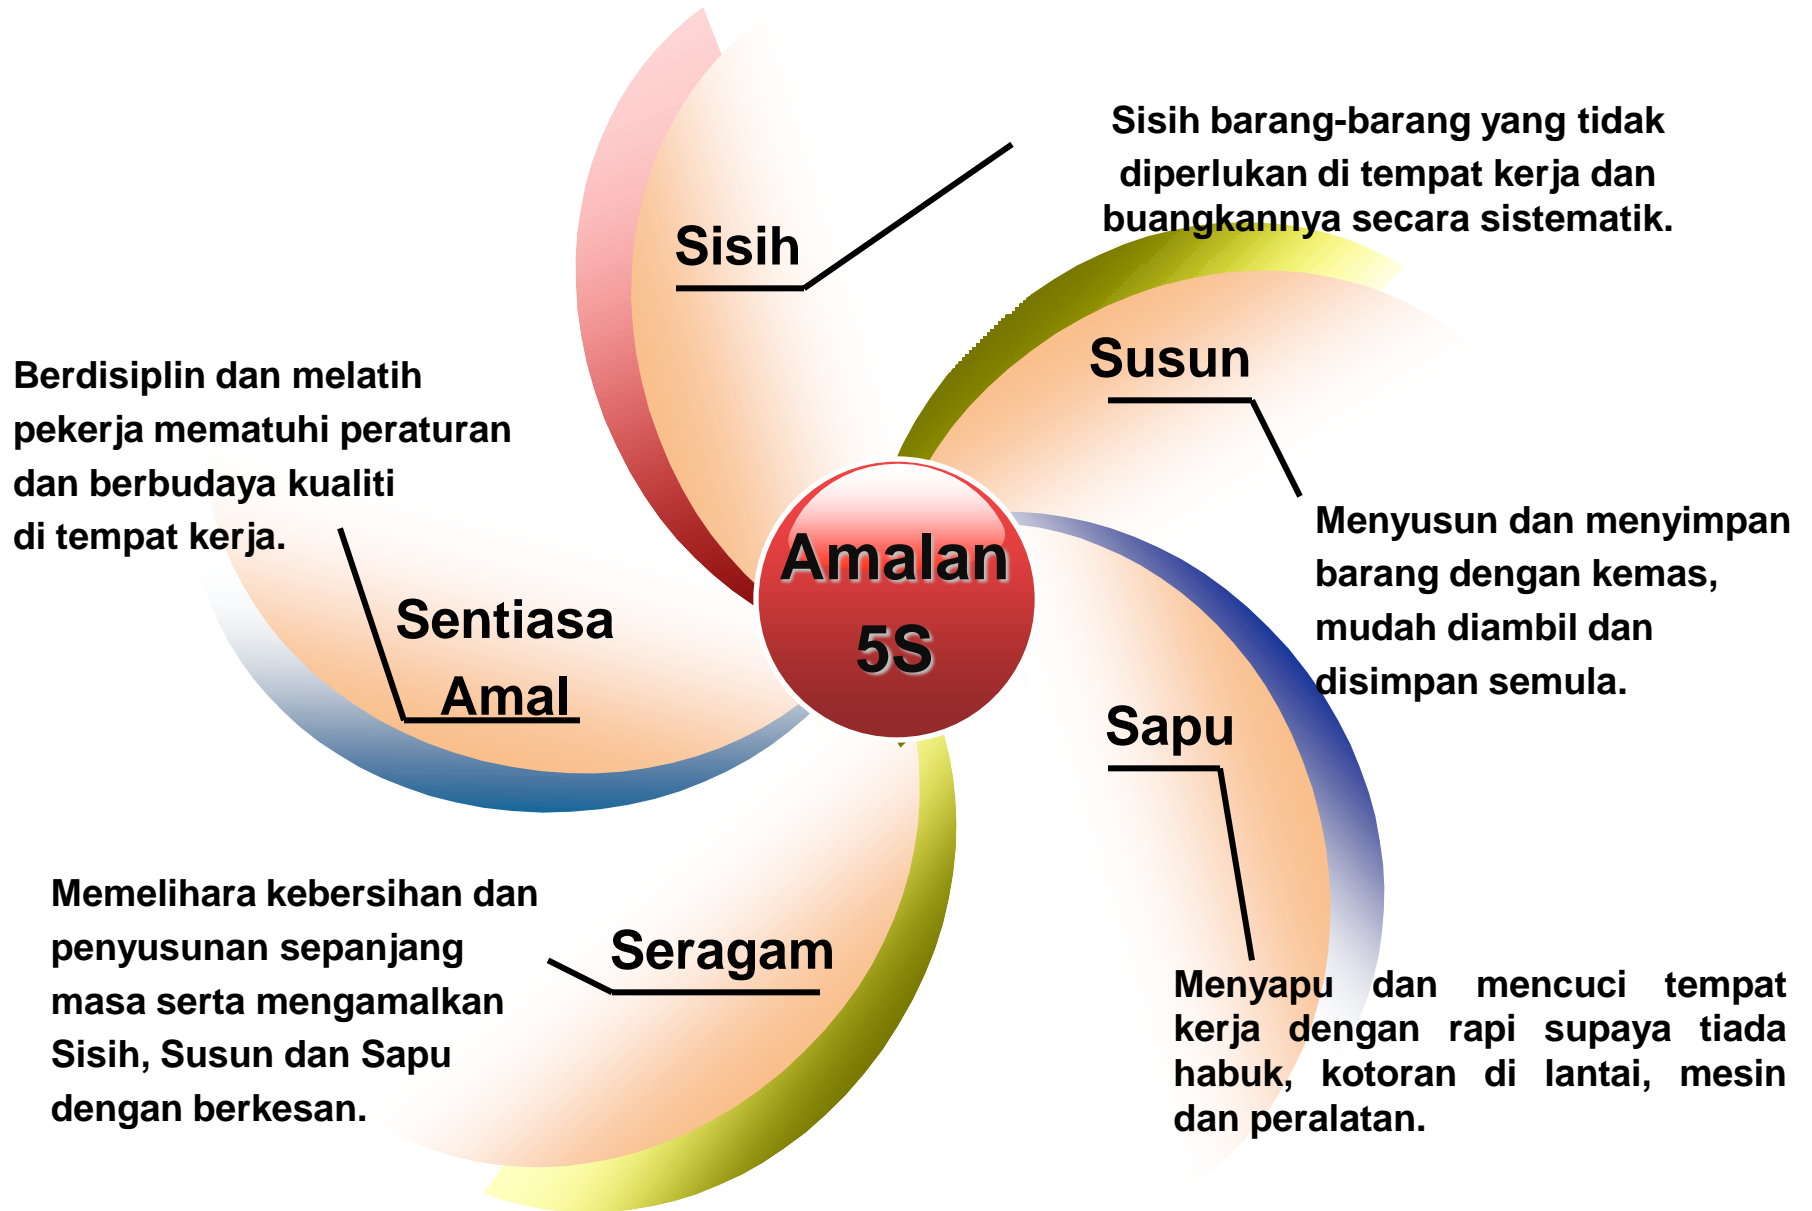 Amalan
5S
Sisih
Sisih barang-barang yang tidak
diperlukan di tempat kerja dan
buangkannya secara sistematik.
Susun
Menyusun dan menyimpan
barang dengan kemas,
mudah diambil dan
disimpan semula.
Sapu
Menyapu dan mencuci tempat
kerja dengan rapi supaya tiada
habuk, kotoran di lantai, mesin
dan peralatan.
Seragam
Memelihara kebersihan dan
penyusunan sepanjang
masa serta mengamalkan
Sisih, Susun dan Sapu
dengan berkesan.
Sentiasa
Amal
Berdisiplin dan melatih
pekerja mematuhi peraturan
dan berbudaya kualiti
di tempat kerja.